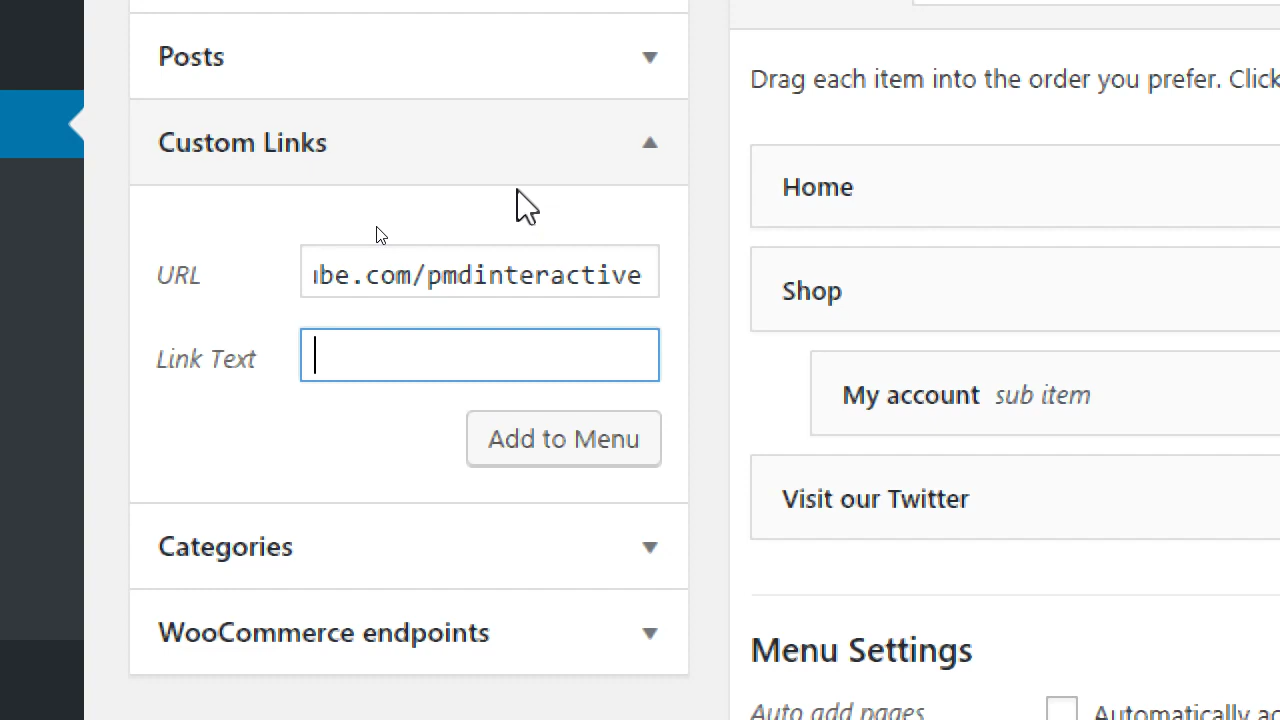 Posts
Custom Links
URL
be.com/pmdinteractive
Link Text
Add to Menu
Categories
WooCommerce endpoints
Drag each item into the order you prefer. Click
Home
Shop
My account sub item
Visit our Twitter
Menu Settings
Auto add pages
Automatically